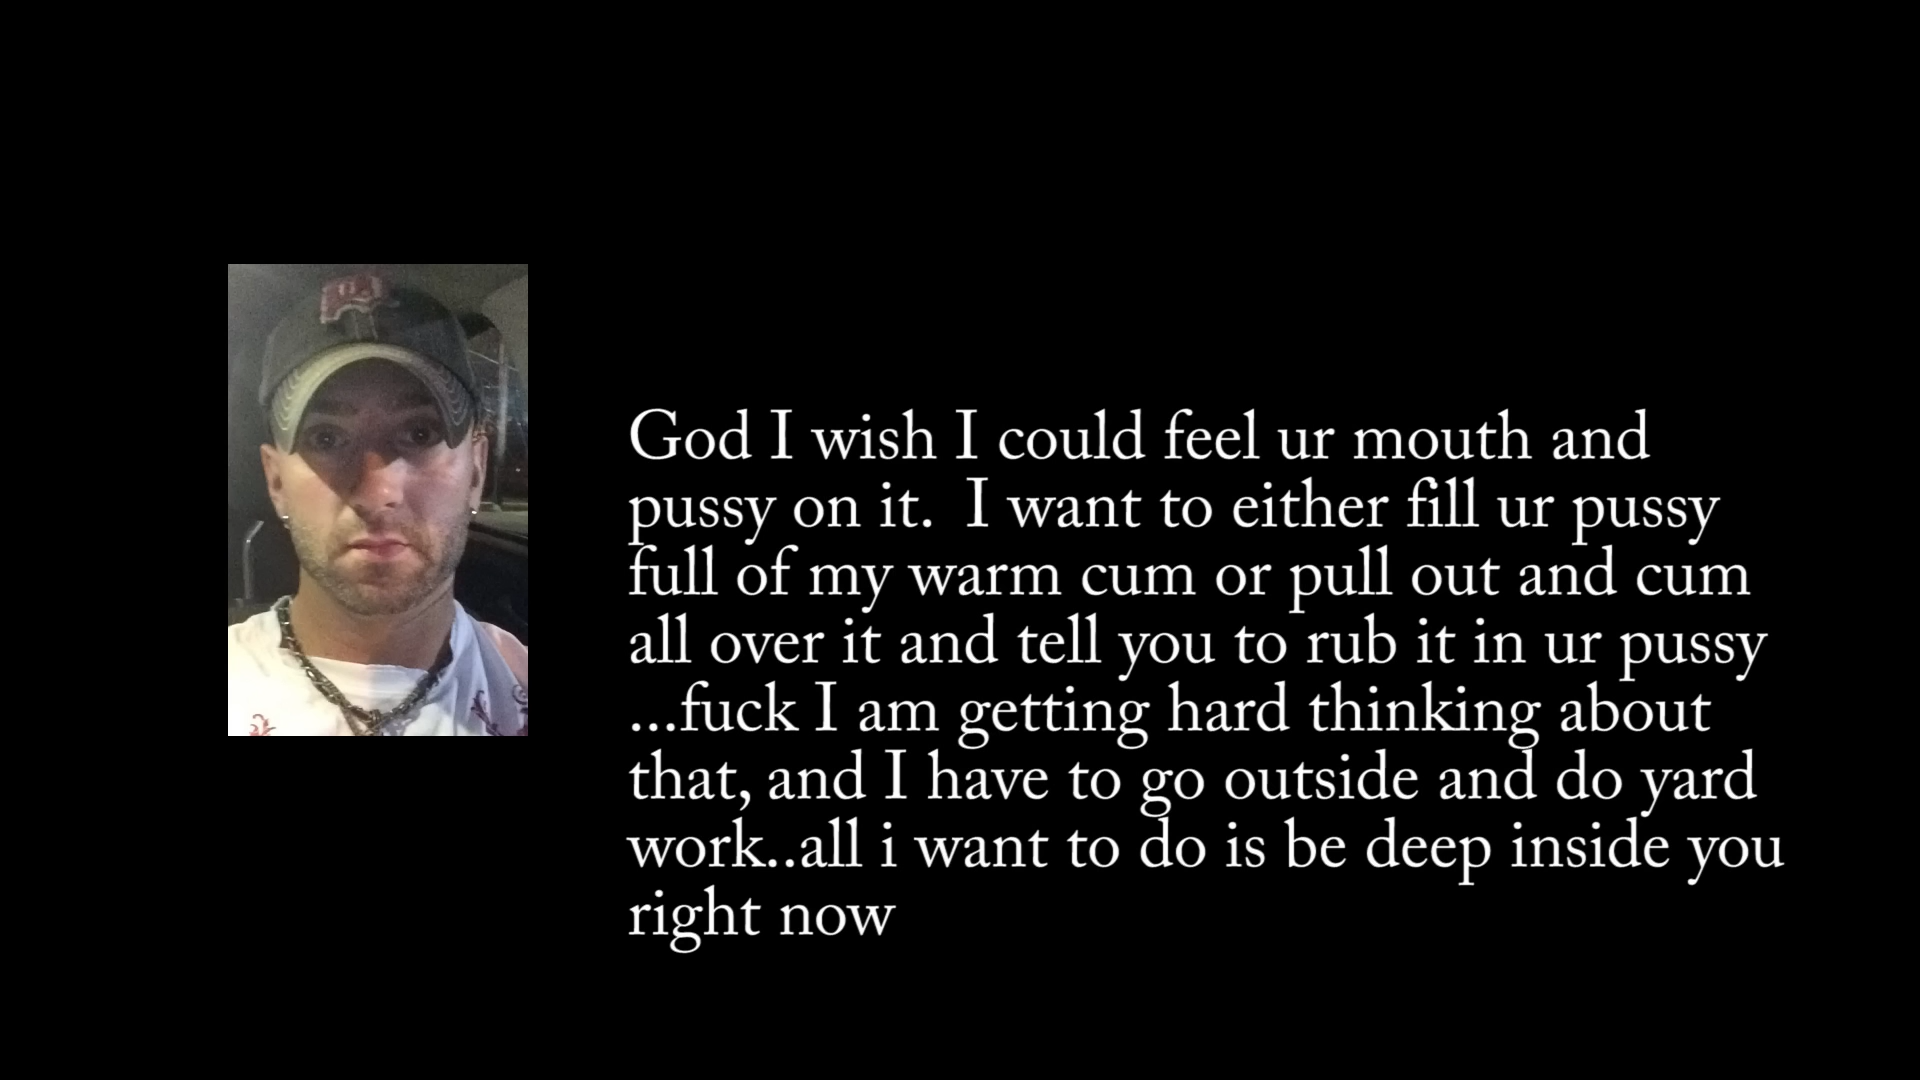 God I wish I could feel ur mouth and
pussy on it.  I want to either fill ur pussy
full of my warm cum or pull out and cum
all over it and tell you to rub it in ur pussy
...fuck I am getting hard thinking about
that, and I have to go outside and do yard
work..all i want to do is be deep inside you
right now